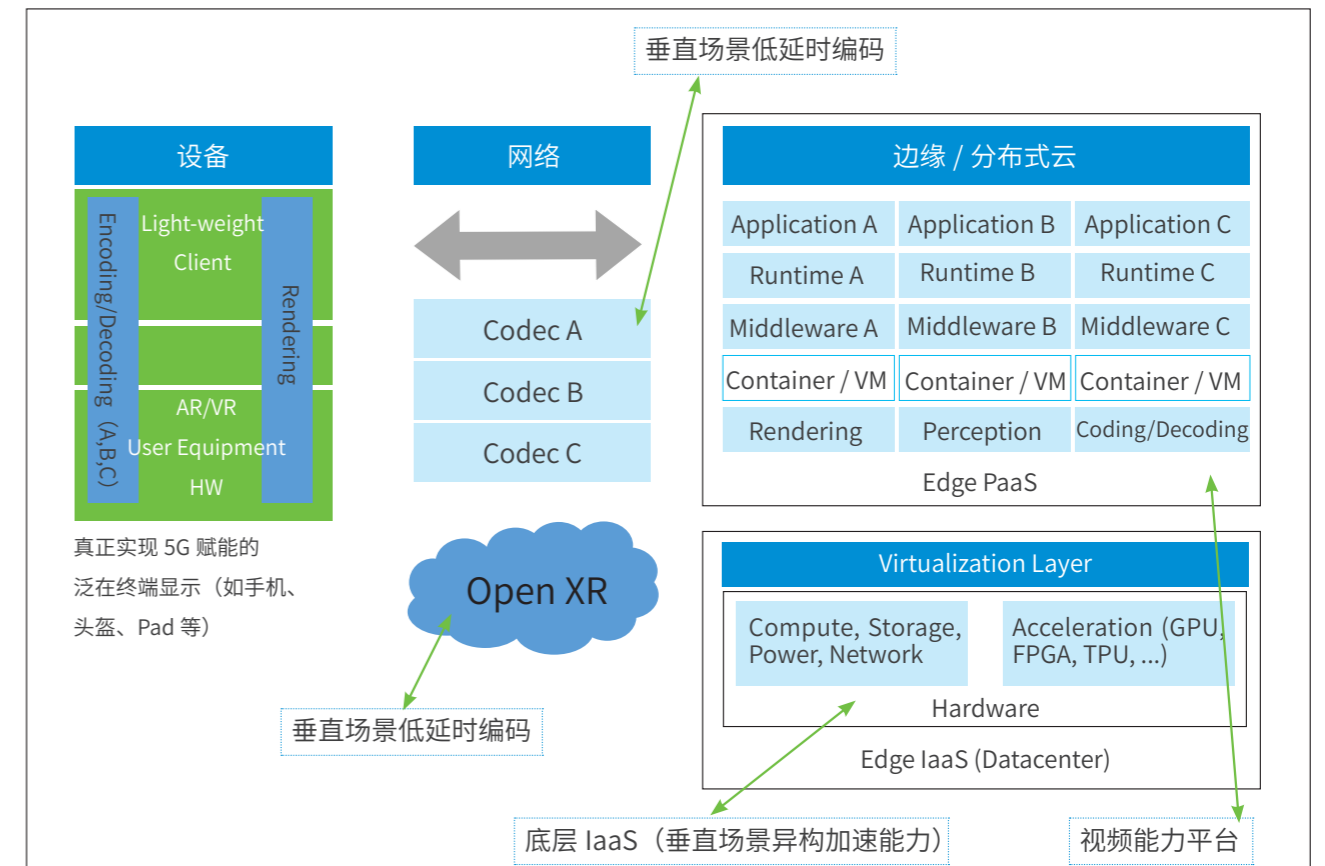 垂直场景低延时编码
设备
Encoding/Decoding（A,B,C）
Light-weight
Client
Rendering
AR/VR
User Equipment
HW
真正实现 5G 赋能的
泛在终端显示（如手机、
头盔、Pad 等）
网络
Codec A
Codec B
Codec C
Open XR
垂直场景低延时编码
边缘 / 分布式云
Application A
Application B
Application C
Runtime A
Runtime B
Runtime C
Middleware A
Middleware B
Middleware C
Container / VM
Container / VM
Container / VM
Rendering
Perception
Coding/Decoding
Edge PaaS
Virtualization Layer
Compute, Storage,
Power, Network
Acceleration (GPU,
FPGA, TPU, ...)
Hardware
Edge IaaS (Datacenter)
底层 IaaS（垂直场景异构加速能力）
视频能力平台